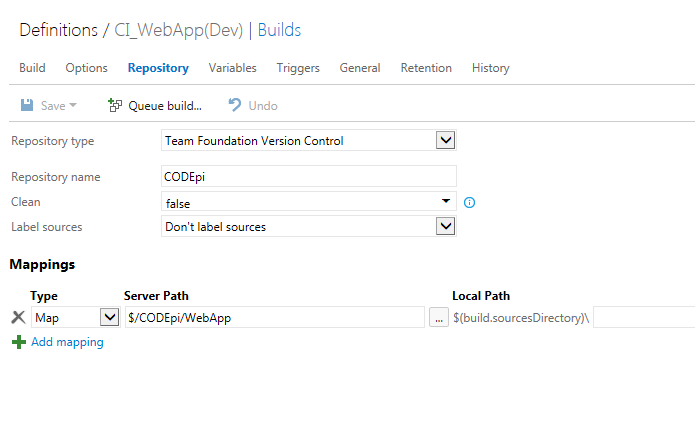 Definitions / CI_WebApp(Dev) | Builds
Build Options Repository Variables Triggers General Retention History
Save Queue build... Undo
Repository type Team Foundation Version Control
Repository name CODEpi
Clean false
Label sources Don't label sources
Mappings
Type Server Path Local Path
Map $/CODEpi/WebApp ... $(build.sourcesDirectory)\
Add mapping